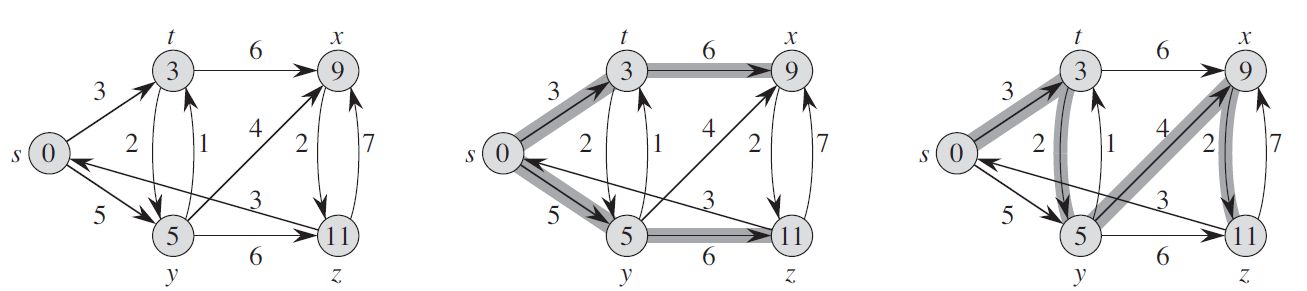 t x t x t x
6 6 6
3 9 3 9 3 9
3 3 3
s 0 2 1 4 2 7 s 0 2 1 4 2 7 s 0 2 1 4 2 7
5 3 5 3 5 3
5 11 5 11 5 11
6 6 6
y z y z y z